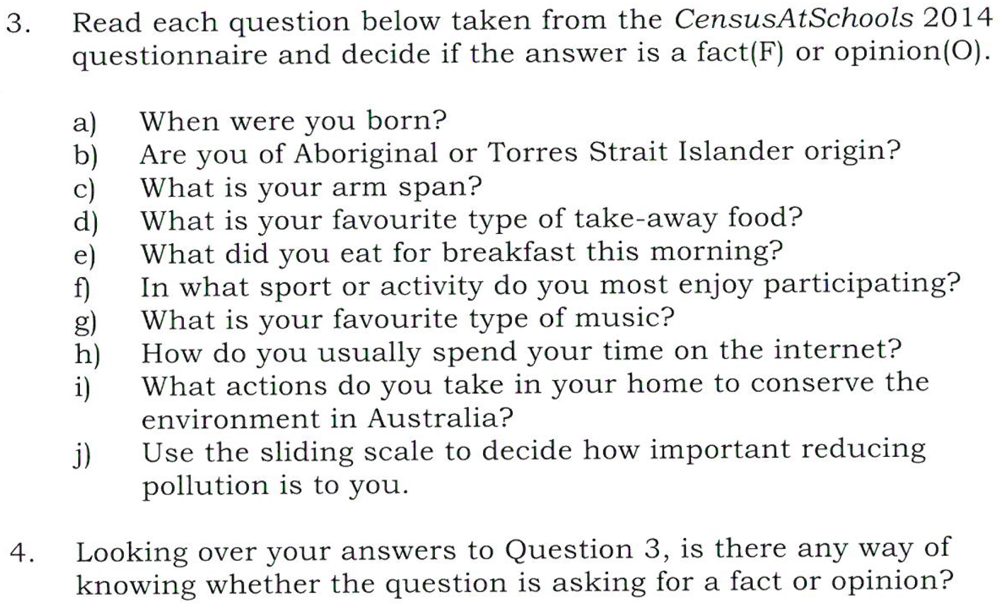 3. Read each question below taken from the CensusAtSchools 2014
questionnaire and decide if the answer is a fact(F) or opinion(O).
a) When were you born?
b) Are you of Aboriginal or Torres Strait Islander origin?
c) What is your arm span?
d) What is your favourite type of take-away food?
e) What did you eat for breakfast this morning?
f) In what sport or activity do you most enjoy participating?
g) What is your favourite type of music?
h) How do you usually spend your time on the internet?
i) What actions do you take in your home to conserve the
environment in Australia?
j) Use the sliding scale to decide how important reducing
pollution is to you.
4. Looking over your answers to Question 3, is there any way of
knowing whether the question is asking for a fact or opinion?